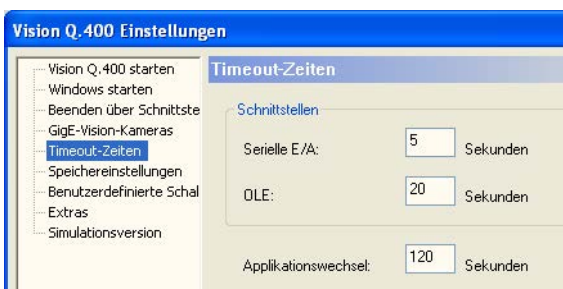 Vision Q.400 Einstellungen
Vision Q.400 starten
Windows starten
Beenden über Schnittste
GigE-Vision-Kameras
Timeout-Zeiten
Speichereinstellungen
Benutzerdefinierte Schal
Extras
Simulationsversion
Timeout-Zeiten
Schnittstellen
Serielle E/A: 5 Sekunden
OLE: 20 Sekunden
Applikationswechsel: 120 Sekunden